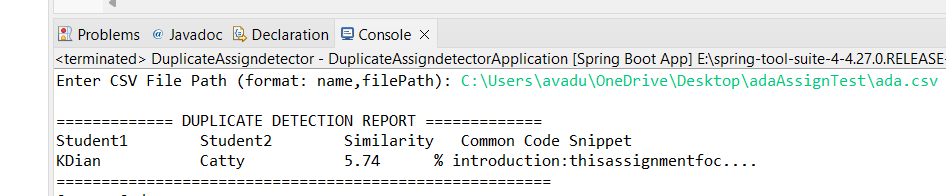 Problems @ Javadoc Declaration Console ×
<terminated> DuplicateAssigndetector - DuplicateAssigndetectorApplication [Spring Boot App] E:\spring-tool-suite-4-4.27.0.RELEASE-
Enter CSV File Path (format: name,filePath): C:\Users\avadu\OneDrive\Desktop\adaAssignTest\ada.csv
============= DUPLICATE DETECTION REPORT =============
Student1 Student2 Similarity Common Code Snippet
KDian Catty 5.74 % introduction:thisassignmentfoc....
=======================================================